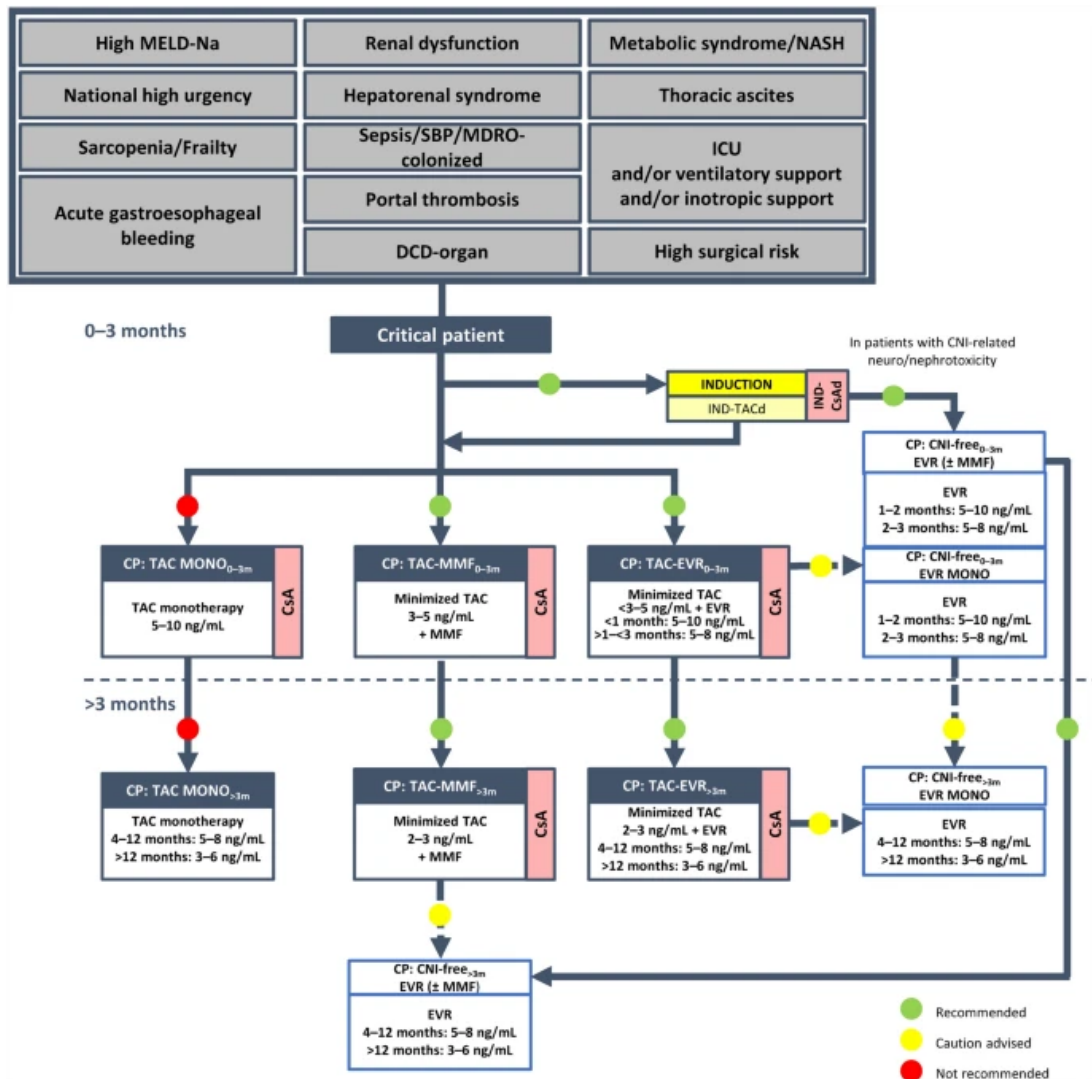 High MELD-Na
Renal dysfunction
Metabolic syndrome/NASH
National high urgency
Hepatorenal syndrome
Thoracic ascites
Sarcopenia/Frailty
Sepsis/SBP/MDRO-
colonized
ICU
and/or ventilatory support
and/or inotropic support
Acute gastroesophageal
bleeding
Portal thrombosis
DCD-organ
High surgical risk
0–3 months
Critical patient
In patients with CNI-related
neuro/nephrotoxicity
INDUCTION
IND-TACd
IND-
CsAd
CP: CNI-free0–3m
EVR (± MMF)
EVR
1–2 months: 5–10 ng/mL
2–3 months: 5–8 ng/mL
CP: TAC MONO0–3m
TAC monotherapy
5–10 ng/mL
CsA
CP: TAC-MMF0–3m
Minimized TAC
3–5 ng/mL
+ MMF
CsA
CP: TAC-EVR0–3m
Minimized TAC
<3–5 ng/mL + EVR
<1 month: 5–10 ng/mL
>1–<3 months: 5–8 ng/mL
CsA
CP: CNI-free0–3m
EVR MONO
EVR
1–2 months: 5–10 ng/mL
2–3 months: 5–8 ng/mL
>3 months
CP: TAC MONO>3m
TAC monotherapy
4–12 months: 5–8 ng/mL
>12 months: 3–6 ng/mL
CP: TAC-MMF>3m
Minimized TAC
2–3 ng/mL
+ MMF
CsA
CP: TAC-EVR>3m
Minimized TAC
2–3 ng/mL + EVR
4–12 months: 5–8 ng/mL
>12 months: 3–6 ng/mL
CsA
CP: CNI-free>3m
EVR MONO
EVR
4–12 months: 5–8 ng/mL
>12 months: 3–6 ng/mL
CP: CNI-free>3m
EVR (± MMF)
EVR
4–12 months: 5–8 ng/mL
>12 months: 3–6 ng/mL
Recommended
Caution advised
Not recommended